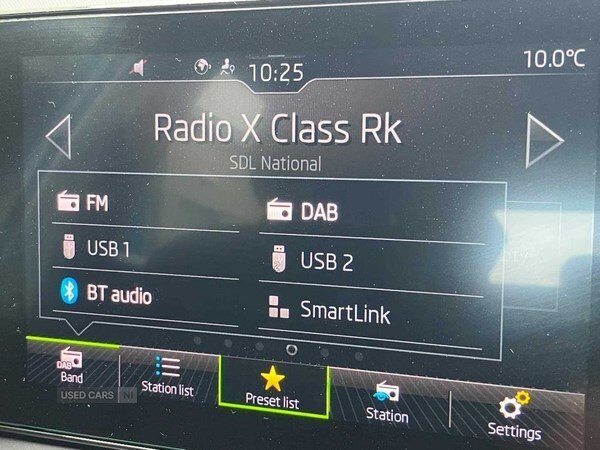 10:25
10.0°C
Radio X Class Rk
SDL National
FM
DAB
USB 1
USB 2
BT audio
SmartLink
DAB
Band
Station list
Preset list
Station
Settings
USED CARS NI